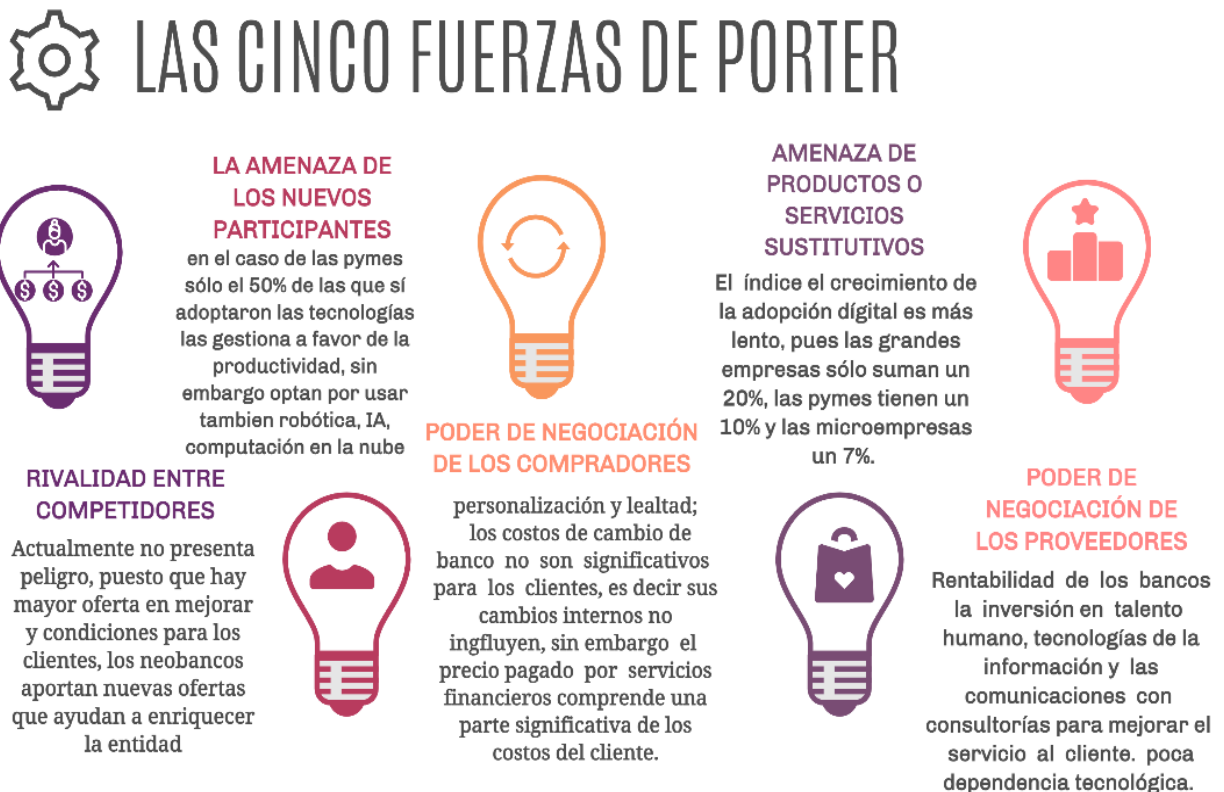 LAS CINCO FUERZAS DE PORTER
RIVALIDAD ENTRE
COMPETIDORES
Actualmente no presenta
peligro, puesto que hay
mayor oferta en mejorar
y condiciones para los
clientes, los neobancos
aportan nuevas ofertas
que ayudan a enriquecer
la entidad
LA AMENAZA DE
LOS NUEVOS
PARTICIPANTES
en el caso de las pymes
sólo el 50% de las que sí
adoptaron las tecnologías
las gestiona a favor de la
productividad, sin
embargo optan por usar
tambien robótica, IA,
computación en la nube
PODER DE NEGOCIACIÓN
DE LOS COMPRADORES
personalización y lealtad;
los costos de cambio de
banco no son significativos
para los clientes, es decir sus
cambios internos no
ingfluyen, sin embargo el
precio pagado por servicios
financieros comprende una
parte significativa de los
costos del cliente.
AMENAZA DE
PRODUCTOS O
SERVICIOS
SUSTITUTIVOS
El índice el crecimiento de
la adopción dígital es más
lento, pues las grandes
empresas sólo suman un
20%, las pymes tienen un
10% y las microempresas
un 7%.
PODER DE
NEGOCIACIÓN DE
LOS PROVEEDORES
Rentabilidad de los bancos
la inversión en talento
humano, tecnologías de la
información y las
comunicaciones con
consultorías para mejorar el
servicio al cliente. poca
dependencia tecnológica.